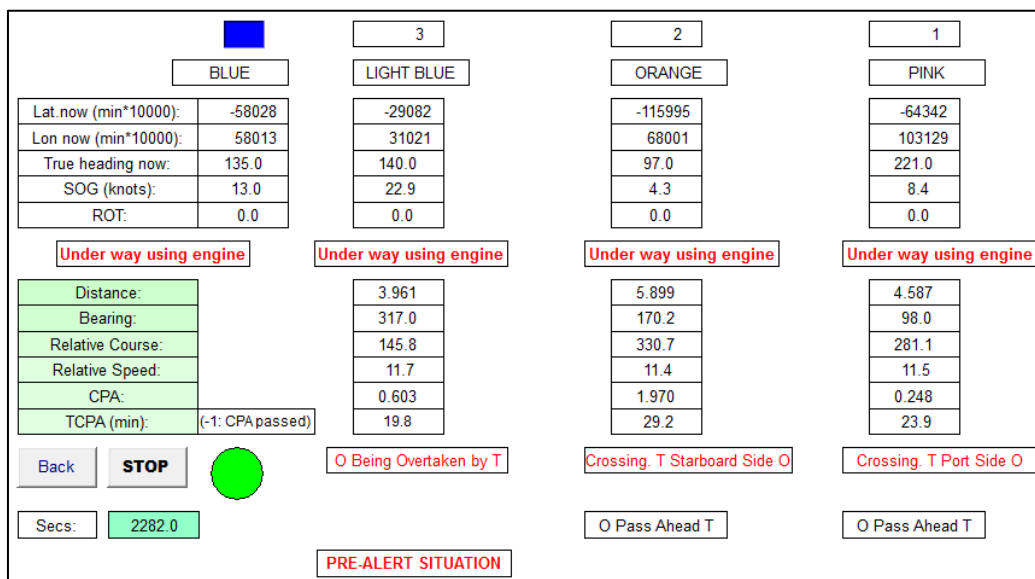 3 2 1
BLUE LIGHT BLUE ORANGE PINK
Lat.now (min*10000): -58028 -29082 -115995 -64342
Lon now (min*10000): 58013 31021 68001 103129
True heading now: 135.0 140.0 97.0 221.0
SOG (knots): 13.0 22.9 4.3 8.4
ROT: 0.0 0.0 0.0 0.0
Under way using engine Under way using engine Under way using engine Under way using engine
Distance: 3.961 5.899 4.587
Bearing: 317.0 170.2 98.0
Relative Course: 145.8 330.7 281.1
Relative Speed: 11.7 11.4 11.5
CPA: 0.603 1.970 0.248
TCPA (min): (-1: CPA passed) 19.8 29.2 23.9
Back STOP O Being Overtaken by T Crossing. T Starboard Side O Crossing. T Port Side O
Secs: 2282.0 O Pass Ahead T O Pass Ahead T
PRE-ALERT SITUATION